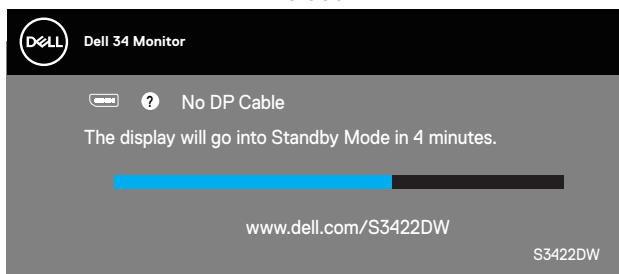 DELL
Dell 34 Monitor
? No DP Cable
The display will go into Standby Mode in 4 minutes.
www.dell.com/S3422DW
S3422DW